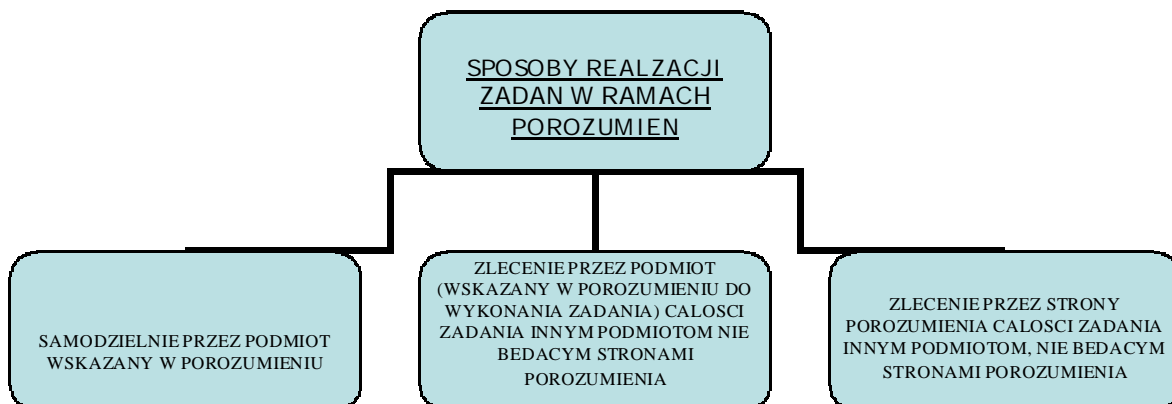 SPOSOBY REALZACJI
ZADAN W RAMACH
POROZUMIEN
SAMODZIELNIE PRZEZ PODMIOT
WSKAZANY W POROZUMIENIU
ZLECENIE PRZEZ PODMIOT
(WSKAZANY W POROZUMIENIU DO
WYKONANIA ZADANIA) CALOSCI
ZADANIA INNYM PODMIOTOM NIE
BEDACYM STRONAMI
POROZUMIENIA
ZLECENIE PRZEZ STRONY
POROZUMIENIA CALOSCI ZADANIA
INNYM PODMIOTOM, NIE BEDACYM
STRONAMI POROZUMIENIA